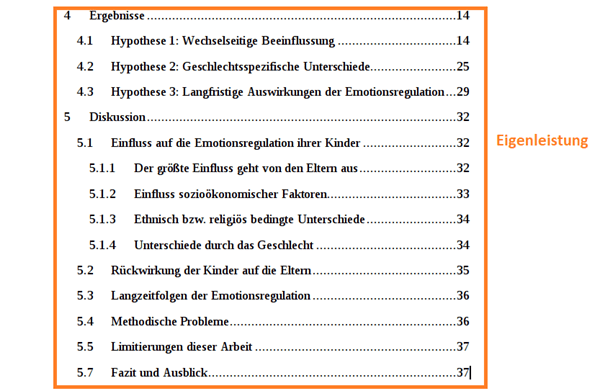 4 Ergebnisse ........ 14
4.1 Hypothese 1: Wechselseitige Beeinflussung ........ 14
4.2 Hypothese 2: Geschlechtsspezifische Unterschiede ........ 25
4.3 Hypothese 3: Langfristige Auswirkungen der Emotionsregulation ... 29
5 Diskussion ........ 32
5.1 Einfluss auf die Emotionsregulation ihrer Kinder ........ 32
5.1.1 Der größte Einfluss geht von den Eltern aus ........ 32
5.1.2 Einfluss sozioökonomischer Faktoren ........ 33
5.1.3 Ethnisch bzw. religiös bedingte Unterschiede ........ 34
5.1.4 Unterschiede durch das Geschlecht ........ 34
5.2 Rückwirkung der Kinder auf die Eltern ........ 35
5.3 Langzeitfolgen der Emotionsregulation ........ 36
5.4 Methodische Probleme ........ 36
5.5 Limitierungen dieser Arbeit ........ 37
5.7 Fazit und Ausblick ........ 37
Eigenleistung